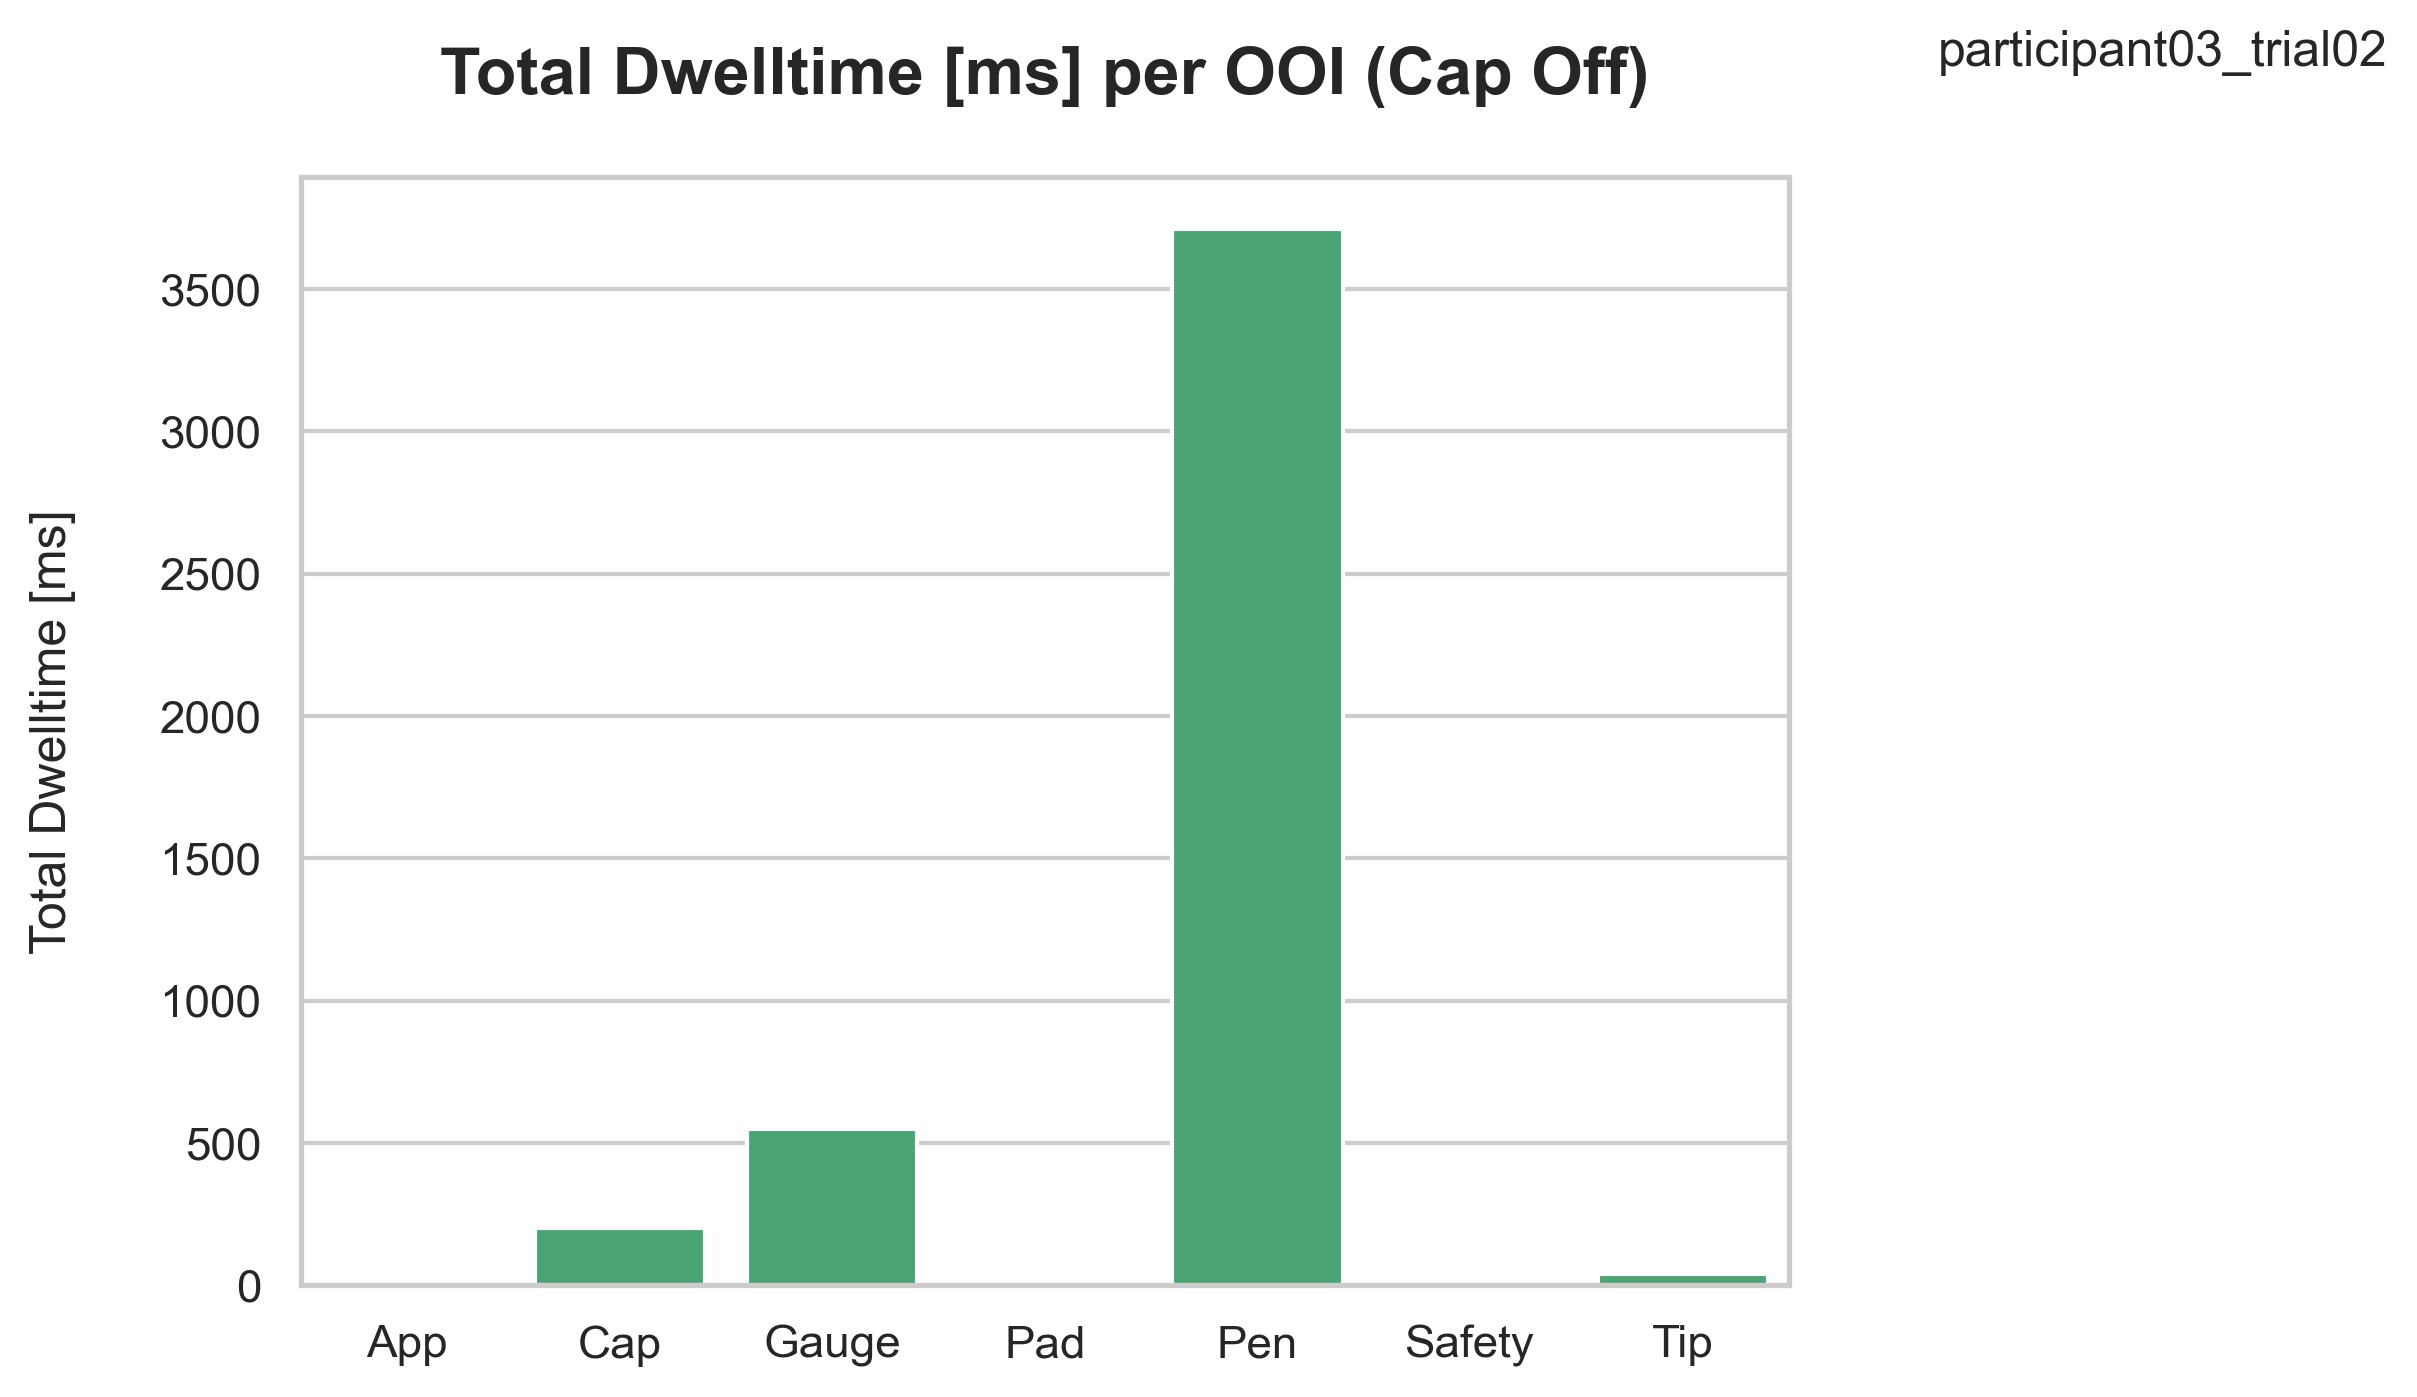 participant03_trial02
Total Dwelltime [ms] per OOI (Cap Off)
Total Dwelltime [ms]
3500
3000
2500
2000
1500
1000
500
0
App Cap Gauge Pad Pen Safety Tip